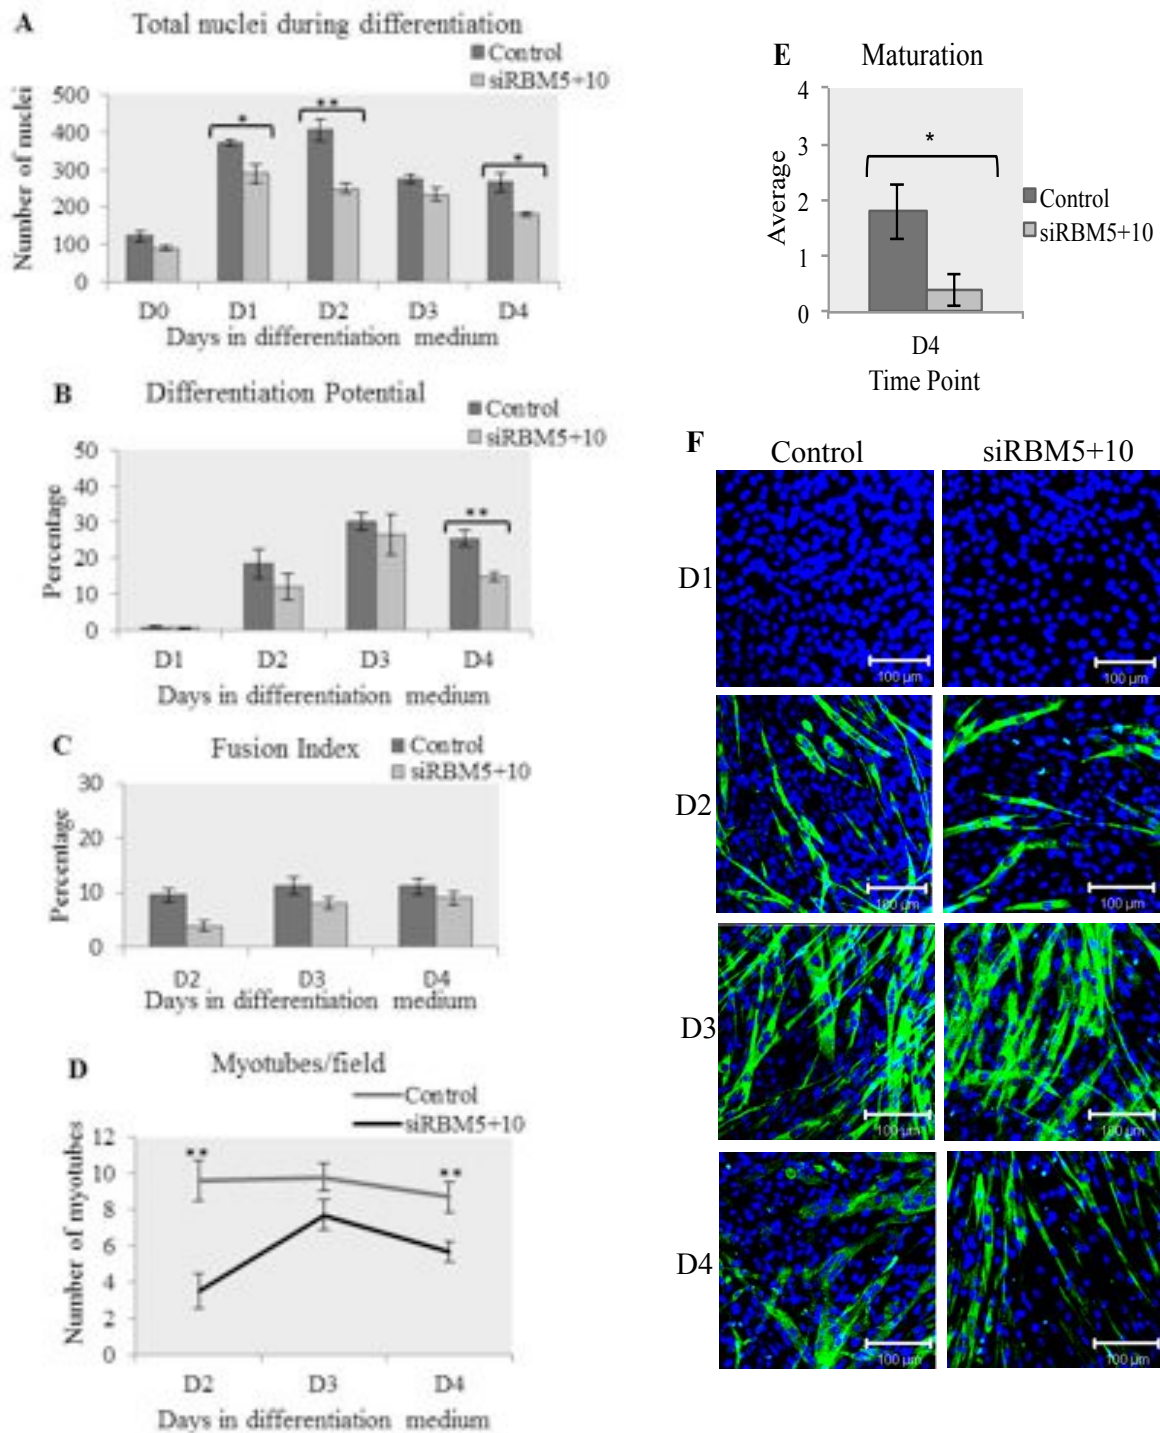 A Total nuclei during differentiation
Control
siRBM5+10
Number of nuclei
500
400
300
200
100
0
*
**
*
D0 D1 D2 D3 D4
Days in differentiation medium
B Differentiation Potential
Control
siRBM5+10
Percentage
50
40
30
20
10
0
**
D1 D2 D3 D4
Days in differentiation medium
C Fusion Index
Control
siRBM5+10
Percentage
30
20
10
0
D2 D3 D4
Days in differentiation medium
D Myotubes/field
Control
siRBM5+10
Number of myotubes
12
10
8
6
4
2
0
**
**
D2 D3 D4
Days in differentiation medium
E Maturation
Average
4
3
2
1
0
*
Control
siRBM5+10
D4
Time Point
F Control siRBM5+10
D1
100 µm 100 µm
D2
100 µm 100 µm
D3
100 µm 100 µm
D4
100 µm 100 µm